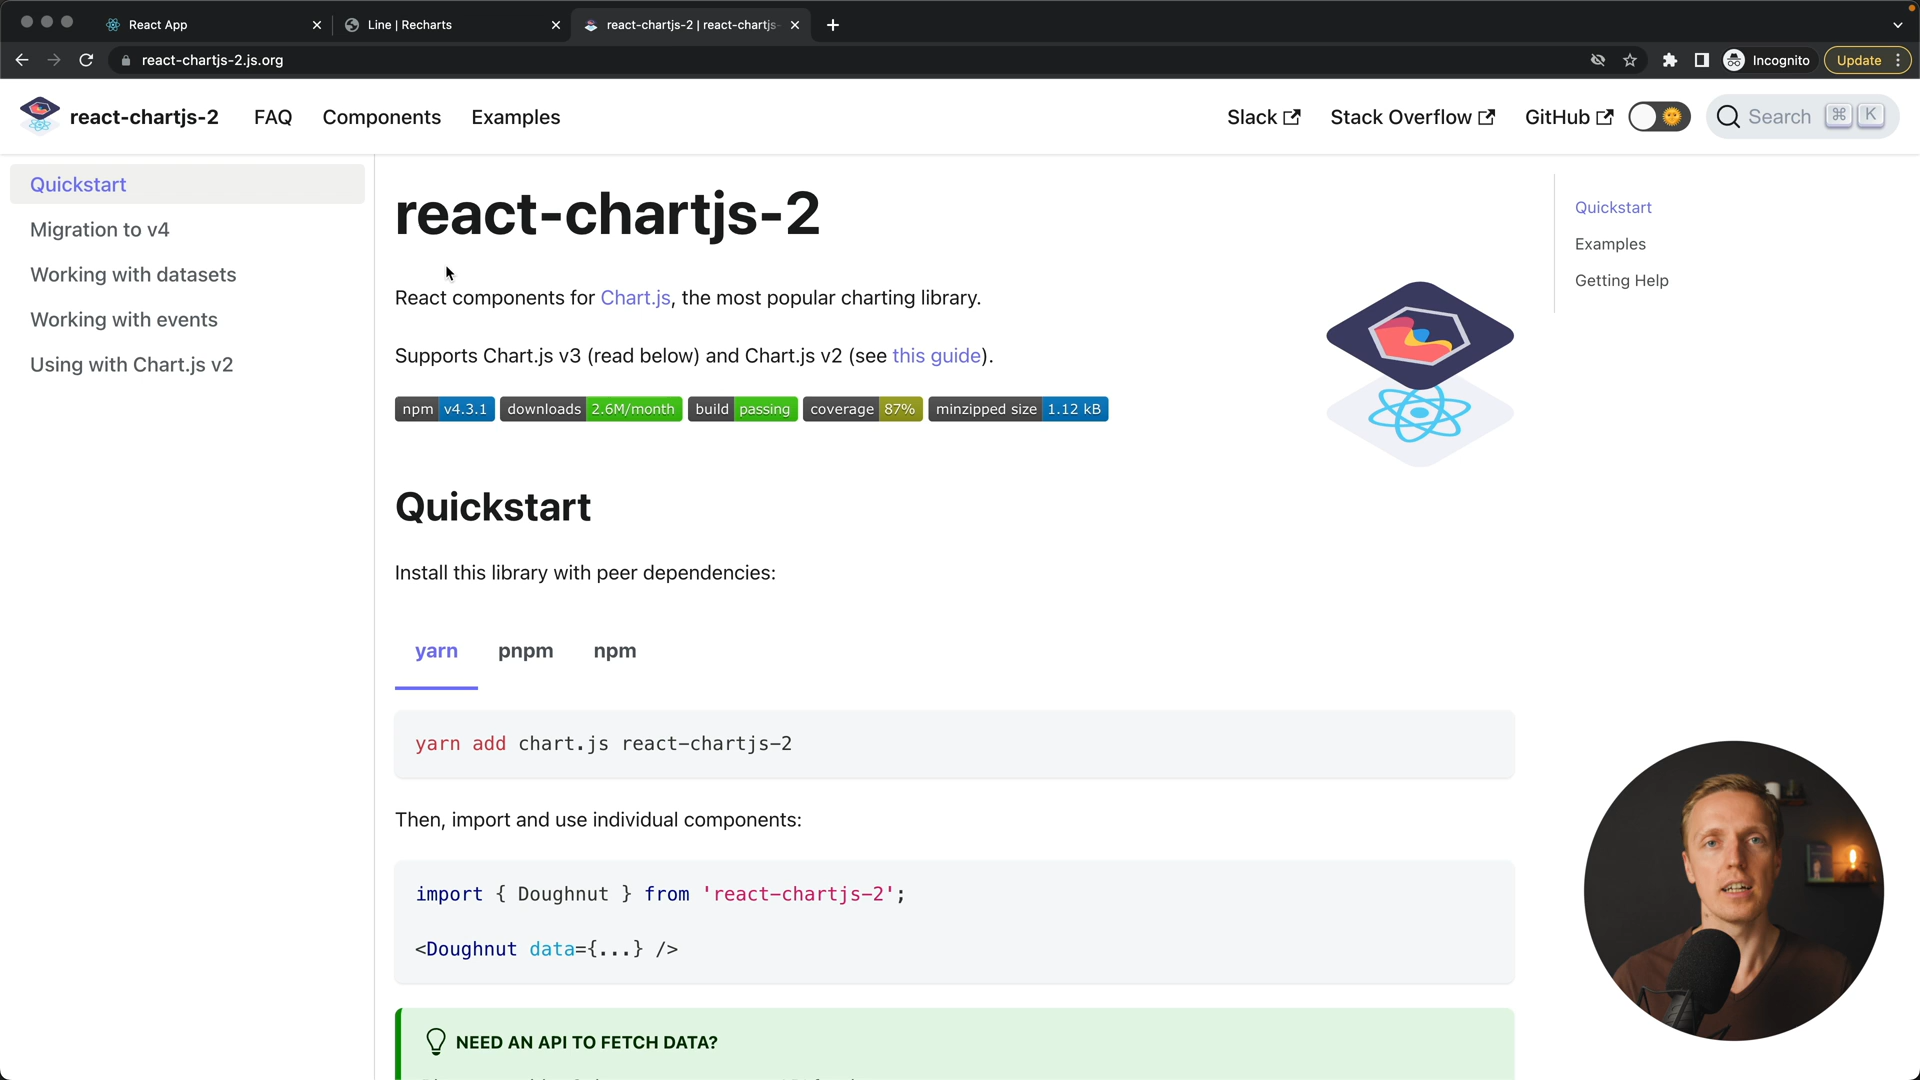 React App
Line | Recharts
react-chartjs-2 | react-chartjs-
react-chartjs-2.js.org
Incognito
Update
react-chartjs-2
FAQ
Components
Examples
Slack
Stack Overflow
GitHub
Search
⌘ K
Quickstart
Migration to v4
Working with datasets
Working with events
Using with Chart.js v2
react-chartjs-2
React components for Chart.js, the most popular charting library.
Supports Chart.js v3 (read below) and Chart.js v2 (see this guide).
npm v4.3.1 downloads 2.6M/month build passing coverage 87% minzipped size 1.12 kB
Quickstart
Install this library with peer dependencies:
yarn pnpm npm
yarn add chart.js react-chartjs-2
Then, import and use individual components:
import { Doughnut } from 'react-chartjs-2';
<Doughnut data={...} />
NEED AN API TO FETCH DATA?
Quickstart
Examples
Getting Help